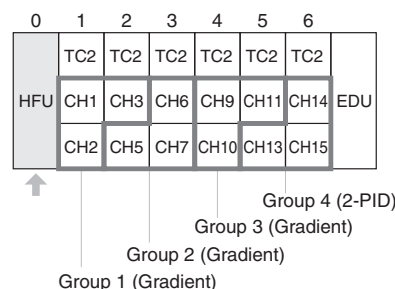 0 1 2 3 4 5 6
TC2 TC2 TC2 TC2 TC2 TC2
HFU CH1 CH3 CH6 CH9 CH11 CH14 EDU
CH2 CH5 CH7 CH10 CH13 CH15
Group 4 (2-PID)
Group 3 (Gradient)
Group 2 (Gradient)
Group 1 (Gradient)